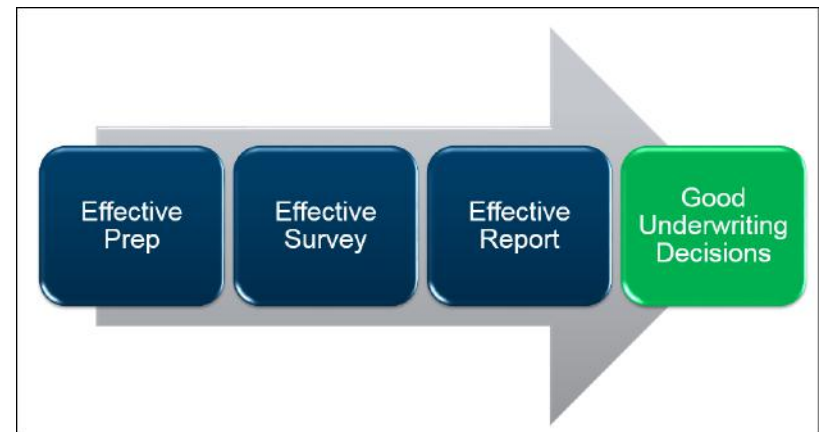 Effective
Prep
Effective
Survey
Effective
Report
Good
Underwriting
Decisions